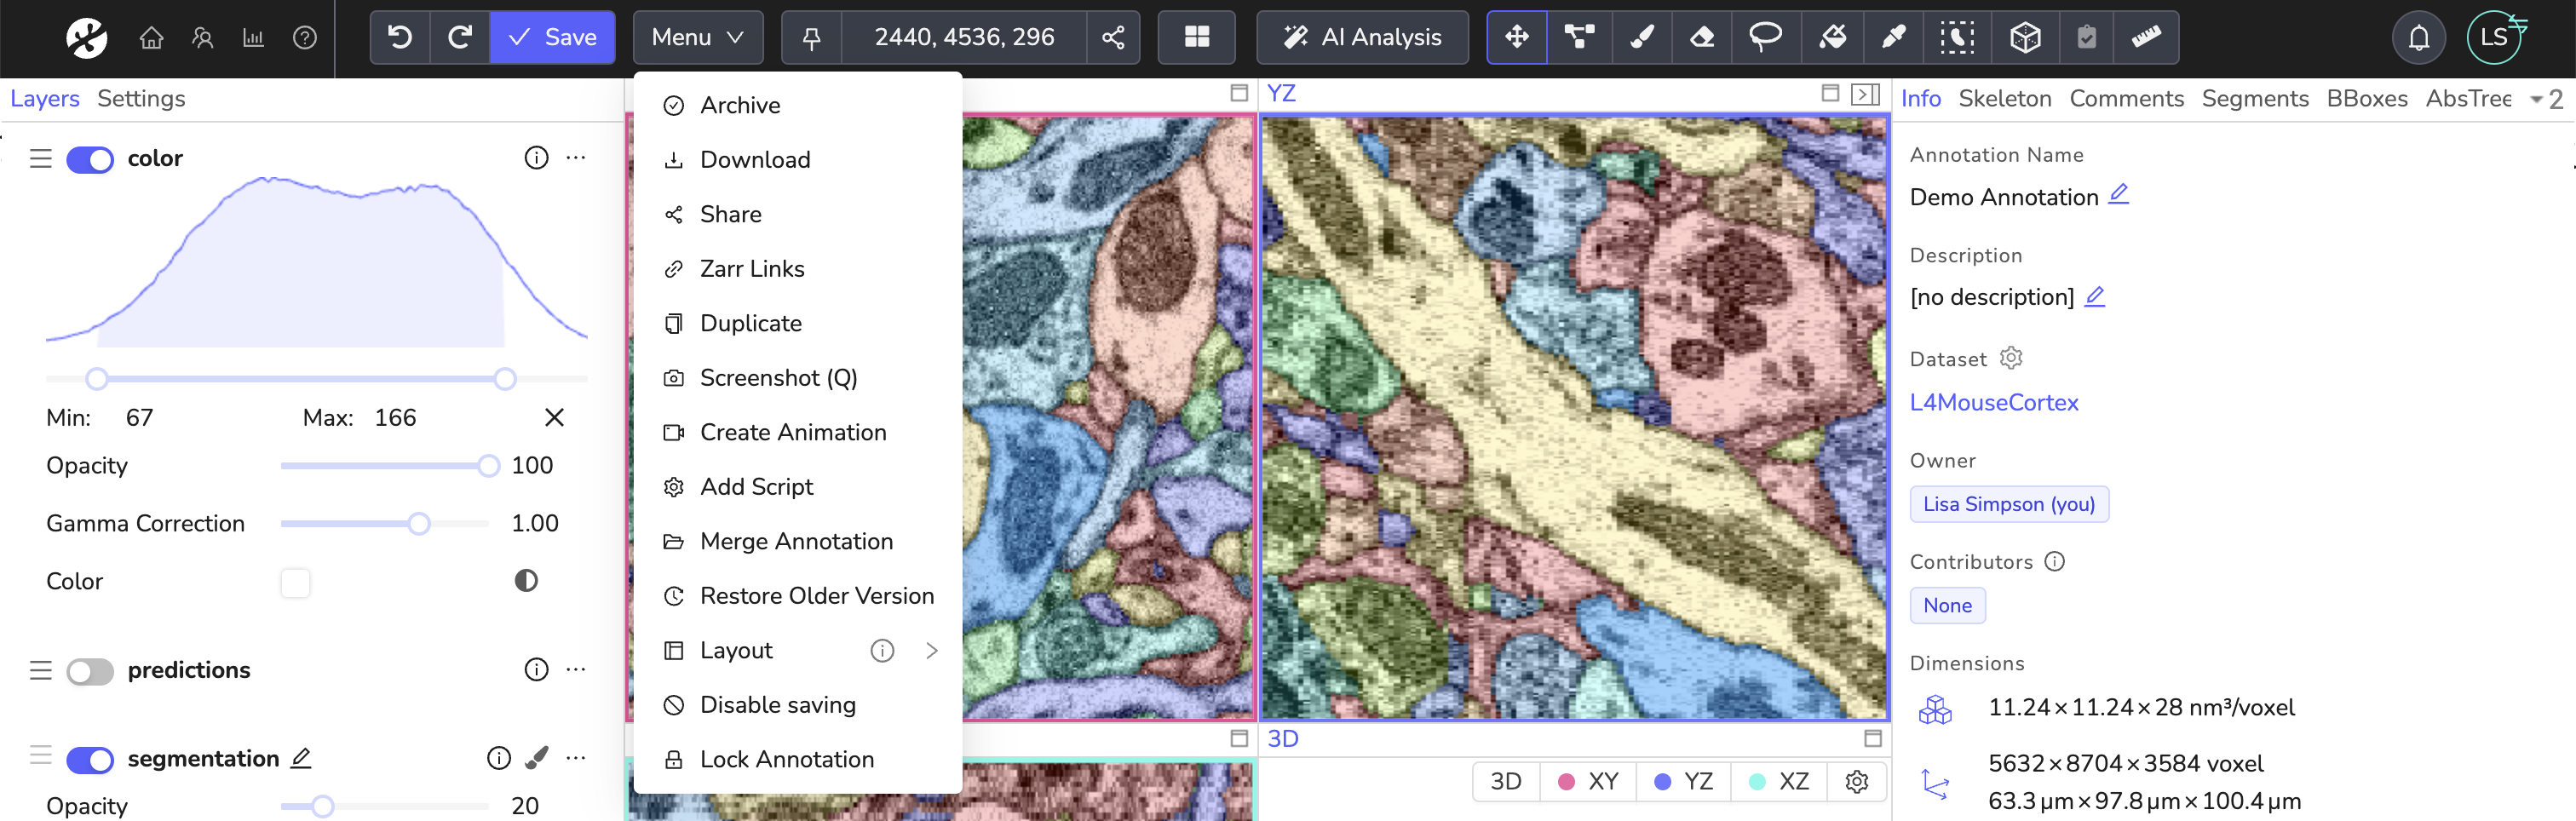 Save
Menu
2440, 4536, 296
AI Analysis
LS
Layers
Settings
color
Min: 67
Max: 166
Opacity
100
Gamma Correction
1.00
Color
predictions
segmentation
Opacity
20
Archive
Download
Share
Zarr Links
Duplicate
Screenshot (Q)
Create Animation
Add Script
Merge Annotation
Restore Older Version
Layout
Disable saving
Lock Annotation
YZ
3D
3D
XY
YZ
XZ
Info
Skeleton
Comments
Segments
BBoxes
AbsTree
2
Annotation Name
Demo Annotation
Description
[no description]
Dataset
L4MouseCortex
Owner
Lisa Simpson (you)
Contributors
None
Dimensions
11.24×11.24×28 nm³/voxel
5632×8704×3584 voxel
63.3 µm×97.8 µm×100.4 µm